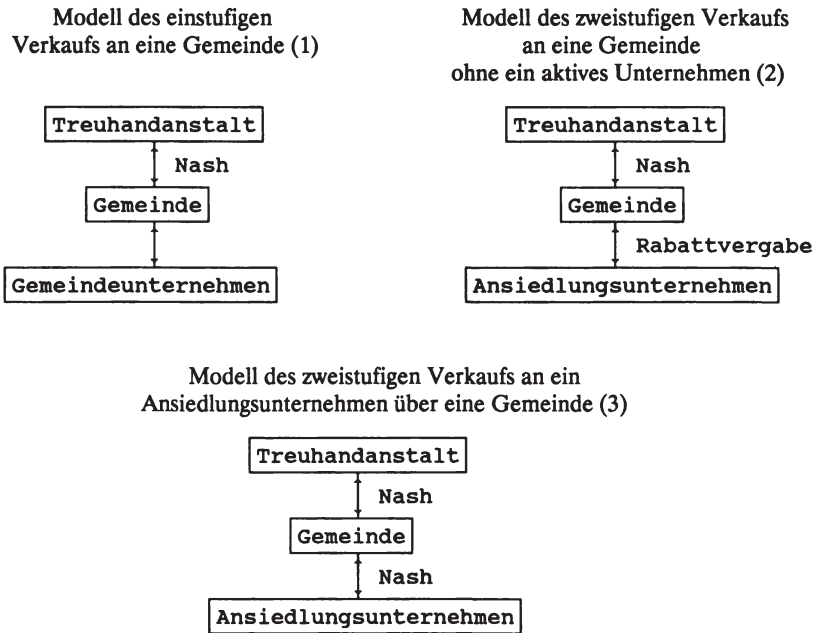 Modell des einstufigen
Verkaufs an eine Gemeinde (1)
Treuhandanstalt
Nash
Gemeinde
Gemeindeunternehmen
Modell des zweistufigen Verkaufs
an eine Gemeinde
ohne ein aktives Unternehmen (2)
Treuhandanstalt
Nash
Gemeinde
Rabattvergabe
Ansiedlungsunternehmen
Modell des zweistufigen Verkaufs an ein
Ansiedlungsunternehmen über eine Gemeinde (3)
Treuhandanstalt
Nash
Gemeinde
Nash
Ansiedlungsunternehmen